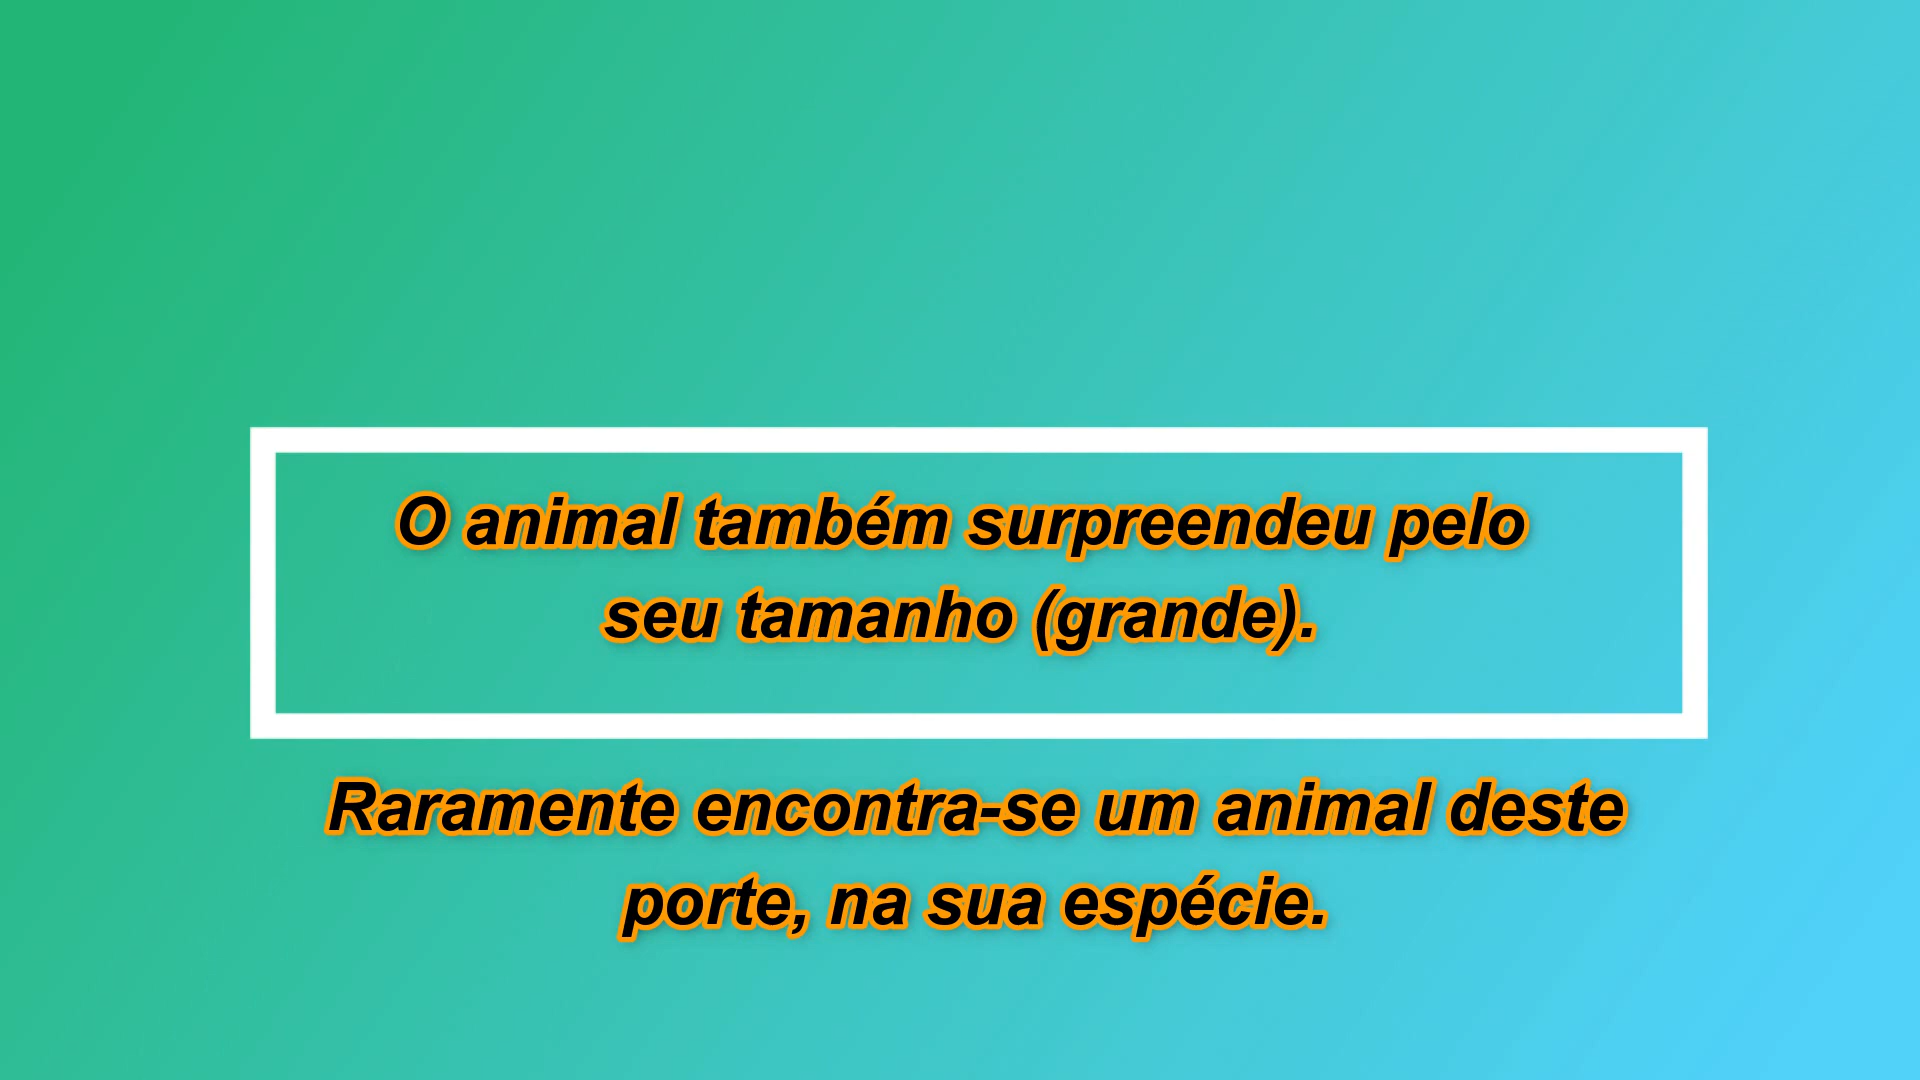 O animal também surpreendeu pelo
seu tamanho (grande).
Raramente encontra-se um animal deste
porte, na sua espécie.